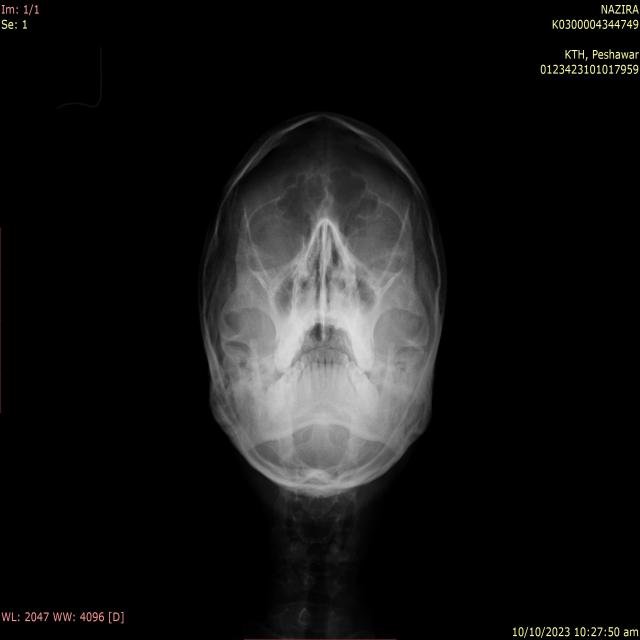 Im: 1/1
Se: 1
NAZIRA
K0300004344749
KTH, Peshawar
0123423101017959
WL: 2047 WW: 4096 [D]
10/10/2023 10:27:50 am